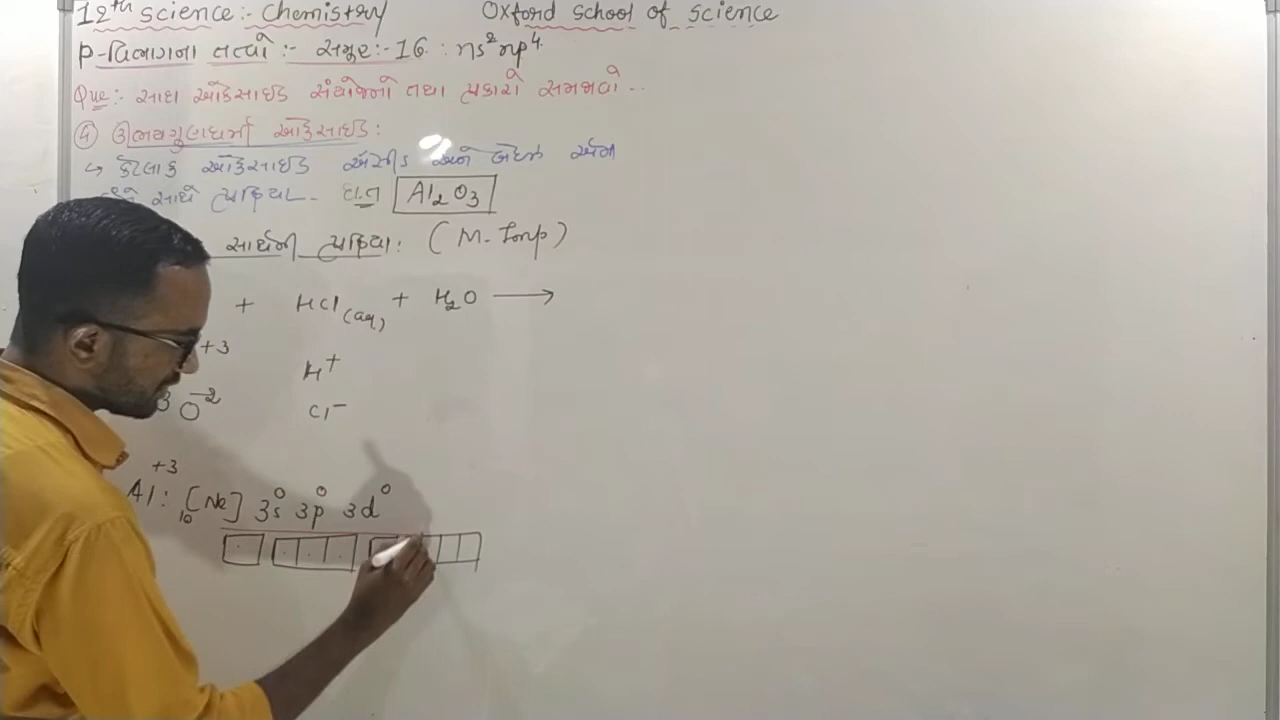 12th science:- Chemistry Oxford school of science
P-વિભાગના તત્વો :- સમૂહ:- 16 : ns² np⁴
Que:- સાદા ઓક્સાઇડ સંયોજનો તથા પ્રકારો સમજાવો..
④ ઉભયગુણધર્મી ઓક્સાઇડ:
↳ કેટલાક ઓક્સાઇડ એસીડ અને બેઇઝ
સાથે પ્રક્રિયા - દા.ત Al₂O₃
સાથેની પ્રક્રિયા: (M. Imp)
+ HCl(aq) + H₂O ⟶
+3 H⁺
3 O⁻² Cl⁻
Al⁺³ : ₁₀[Ne] 3s⁰ 3p⁰ 3d⁰